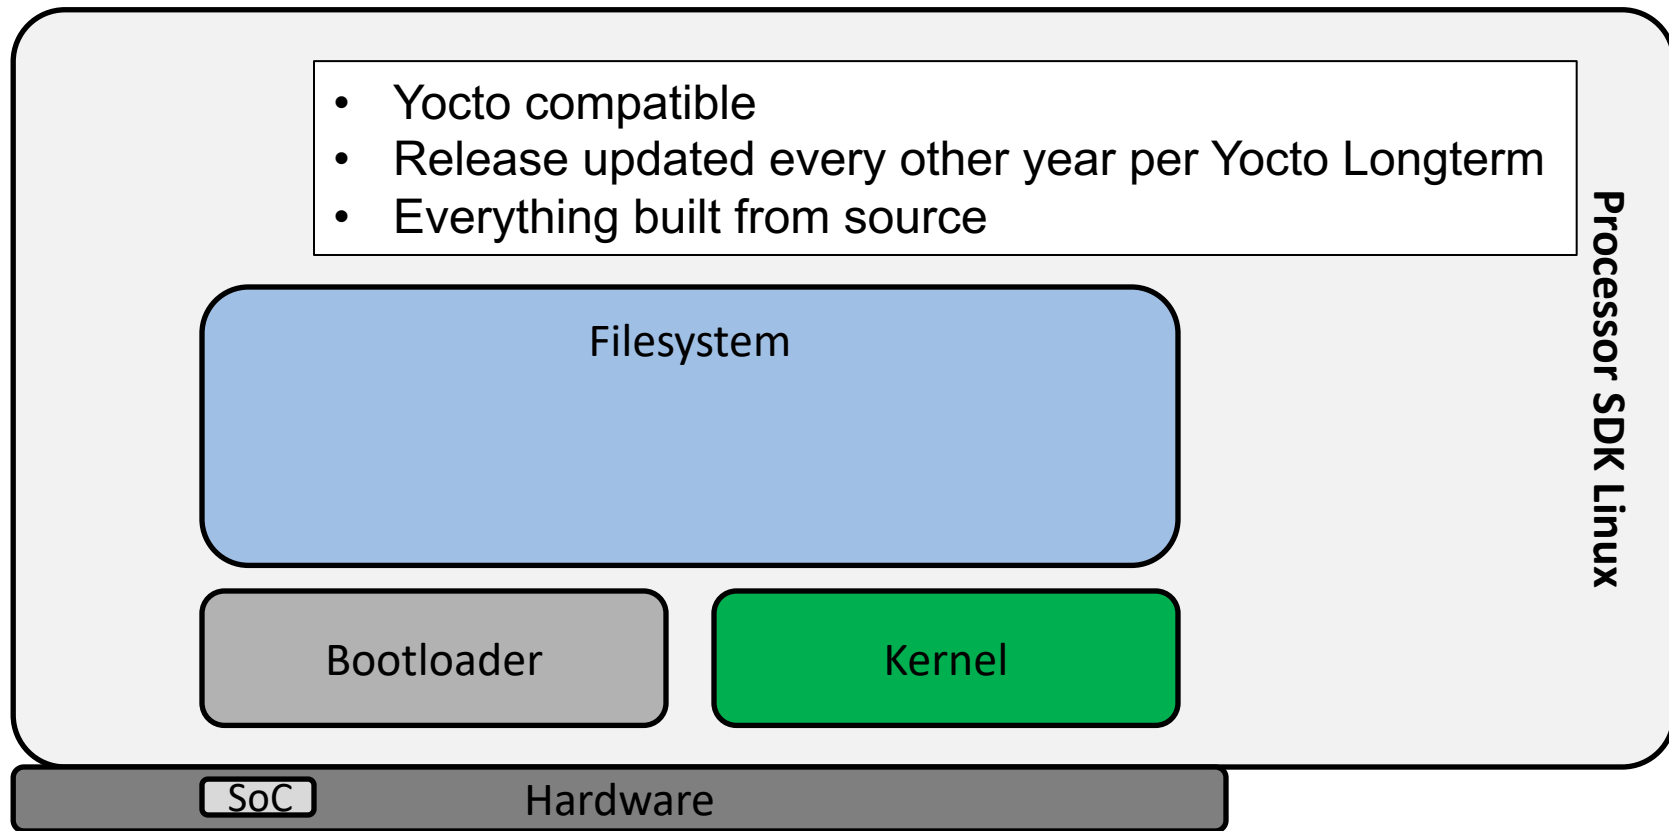 • Yocto compatible
• Release updated every other year per Yocto Longterm
• Everything built from source
Processor SDK Linux
Filesystem
Bootloader
Kernel
SoC
Hardware